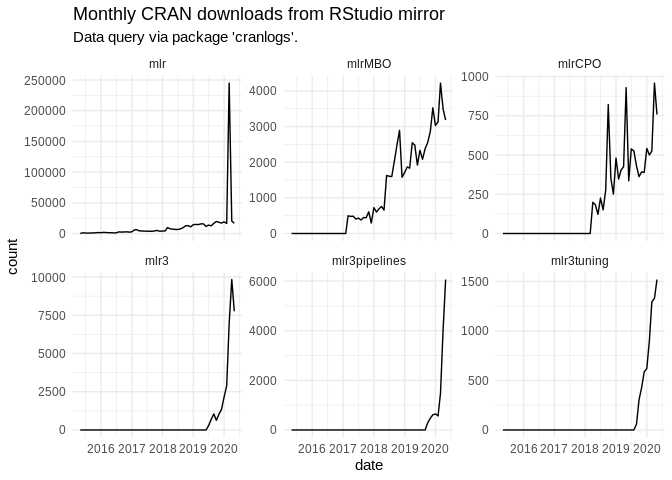 Monthly CRAN downloads from RStudio mirror
Data query via package 'cranlogs'.
mlr
mlrMBO
mlrCPO
250000
200000
150000
100000
50000
0
4000
3000
2000
1000
0
1000
750
500
250
0
count
mlr3
mlr3pipelines
mlr3tuning
10000
7500
5000
2500
0
6000
4000
2000
0
1500
1000
500
0
2016 2017 2018 2019 2020
2016 2017 2018 2019 2020
2016 2017 2018 2019 2020
date